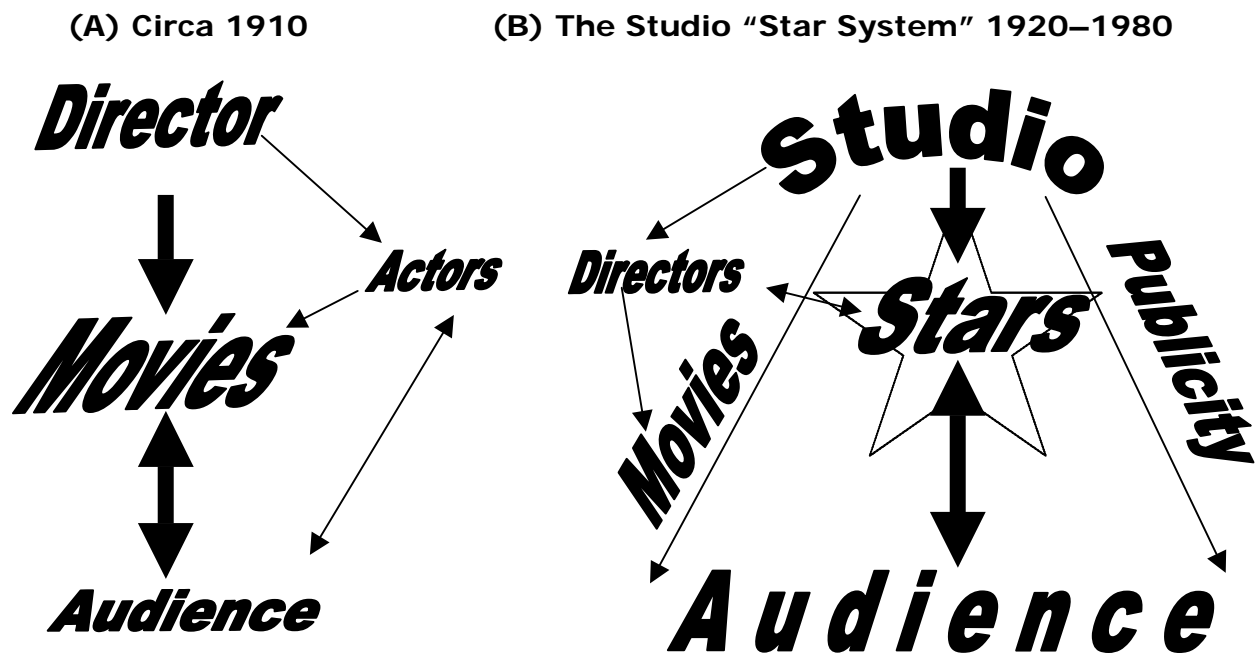 (A) Circa 1910
Director
Actors
Movies
Audience
(B) The Studio “Star System” 1920–1980
Studio
Directors
Stars
Movies
Publicity
Audience